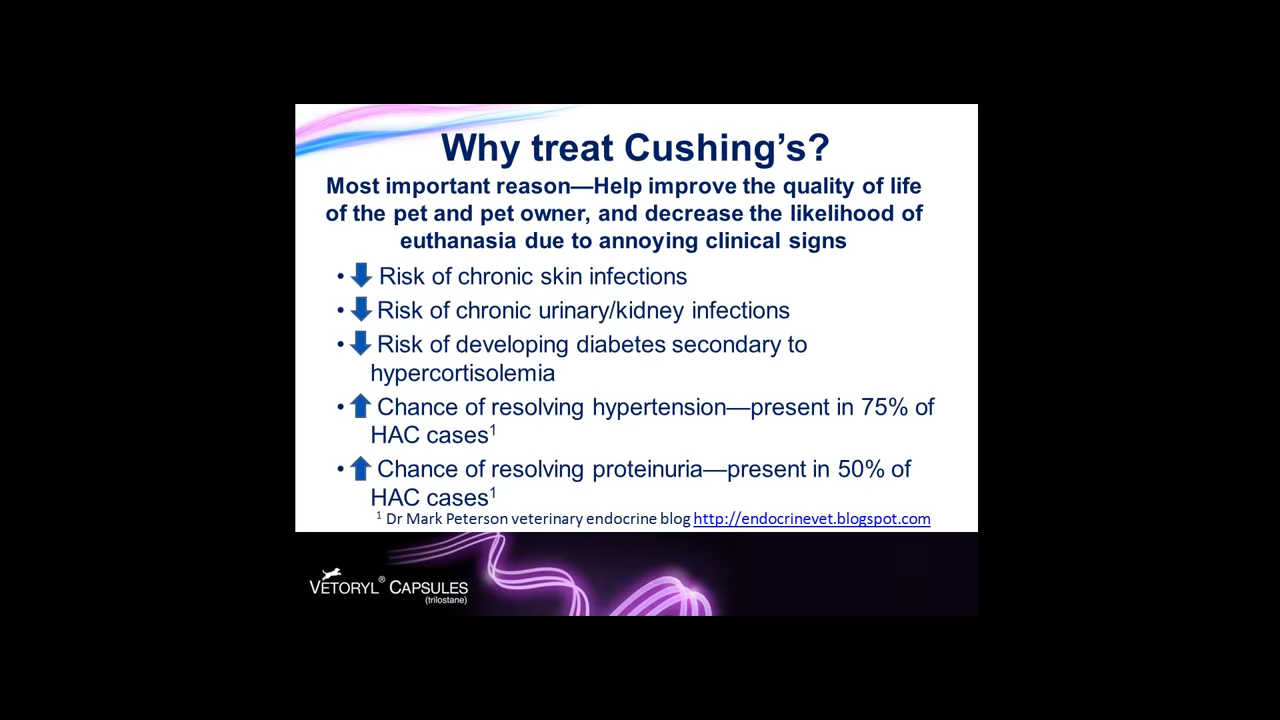 Why treat Cushing’s?
Most important reason—Help improve the quality of life
of the pet and pet owner, and decrease the likelihood of
euthanasia due to annoying clinical signs
• Risk of chronic skin infections
• Risk of chronic urinary/kidney infections
• Risk of developing diabetes secondary to
hypercortisolemia
• Chance of resolving hypertension—present in 75% of
HAC cases¹
• Chance of resolving proteinuria—present in 50% of
HAC cases¹
¹ Dr Mark Peterson veterinary endocrine blog http://endocrinevet.blogspot.com
VETORYL® CAPSULES
(trilostane)